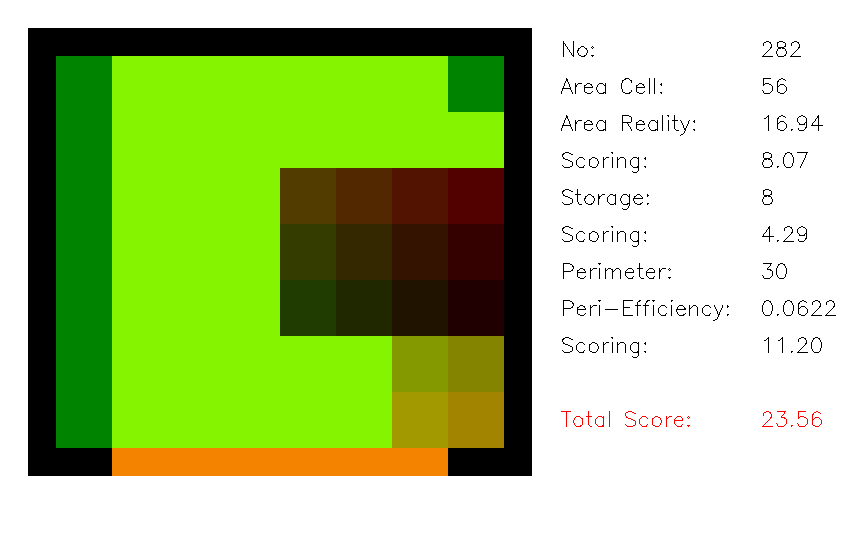 No: 282
Area Cell: 56
Area Reality: 16.94
Scoring: 8.07
Storage: 8
Scoring: 4.29
Perimeter: 30
Peri-Efficiency: 0.0622
Scoring: 11.20
Total Score: 23.56